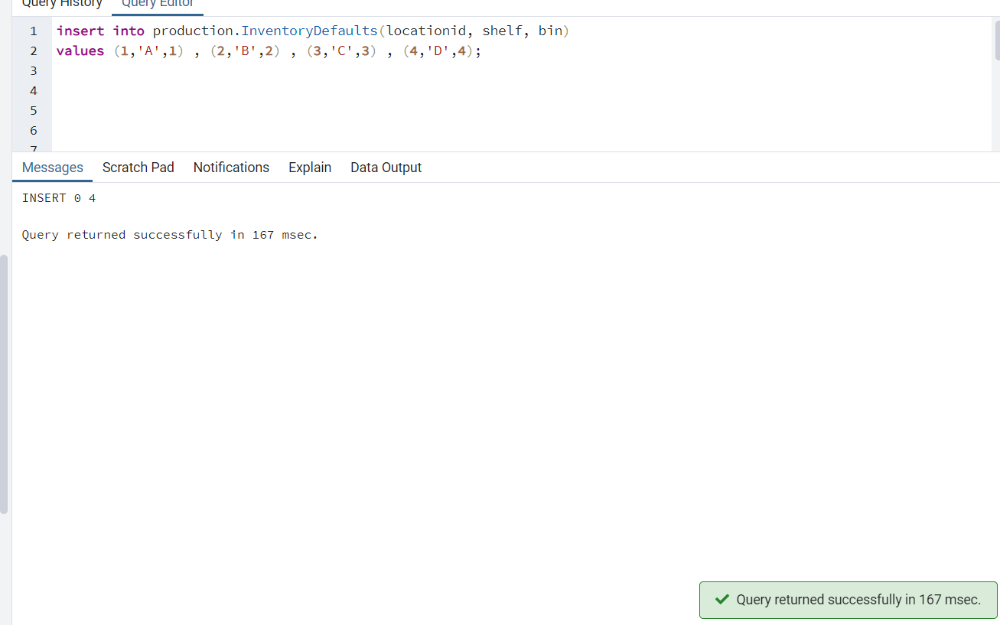 Query History Query Editor
1 insert into production.InventoryDefaults(locationid, shelf, bin)
2 values (1,'A',1) , (2,'B',2) , (3,'C',3) , (4,'D',4);
3
4
5
6
7
Messages Scratch Pad Notifications Explain Data Output
INSERT 0 4
Query returned successfully in 167 msec.
Query returned successfully in 167 msec.